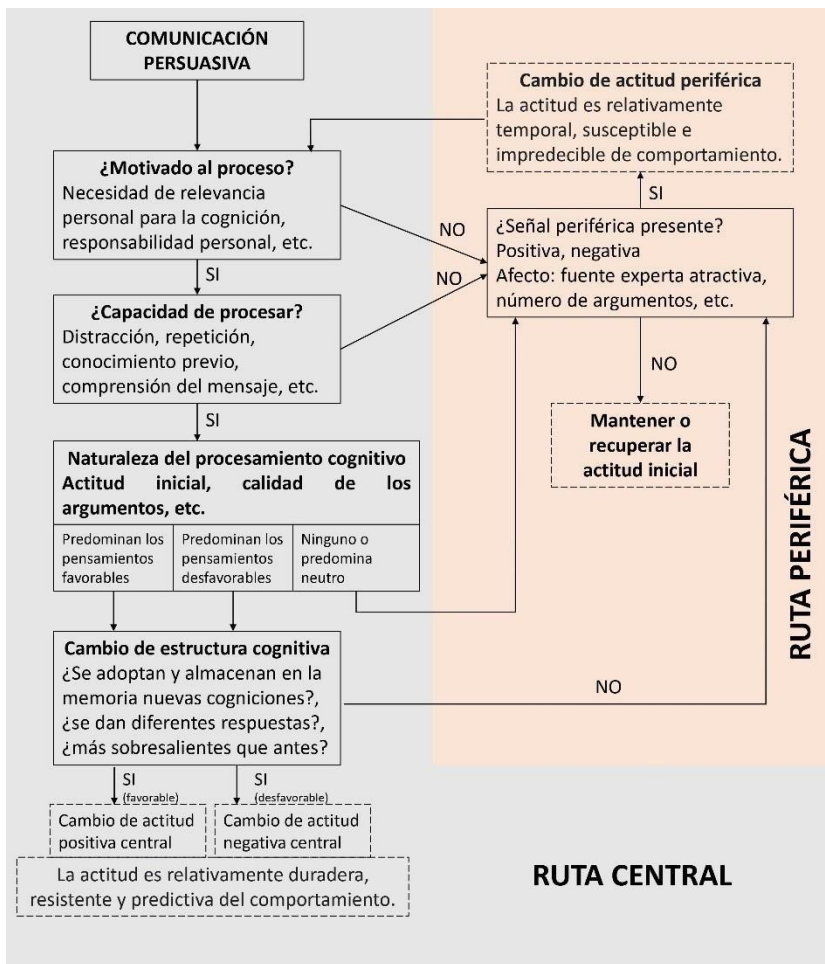 COMUNICACIÓN
PERSUASIVA
¿Motivado al proceso?
Necesidad de relevancia
personal para la cognición,
responsabilidad personal, etc.
SI
NO
¿Capacidad de procesar?
Distracción, repetición,
conocimiento previo,
comprensión del mensaje, etc.
SI
NO
Naturaleza del procesamiento cognitivo
Actitud inicial, calidad de los
argumentos, etc.
Predominan los
pensamientos
favorables
Predominan los
pensamientos
desfavorables
Ninguno o
predomina
neutro
Cambio de estructura cognitiva
¿Se adoptan y almacenan en la
memoria nuevas cogniciones?,
¿se dan diferentes respuestas?,
¿más sobresalientes que antes?
NO
SI
(favorable)
SI
(desfavorable)
Cambio de actitud
positiva central
Cambio de actitud
negativa central
La actitud es relativamente duradera,
resistente y predictiva del comportamiento.
Cambio de actitud periférica
La actitud es relativamente
temporal, susceptible e
impredecible de comportamiento.
SI
¿Señal periférica presente?
Positiva, negativa
Afecto: fuente experta atractiva,
número de argumentos, etc.
NO
Mantener o
recuperar la
actitud inicial
RUTA PERIFÉRICA
RUTA CENTRAL